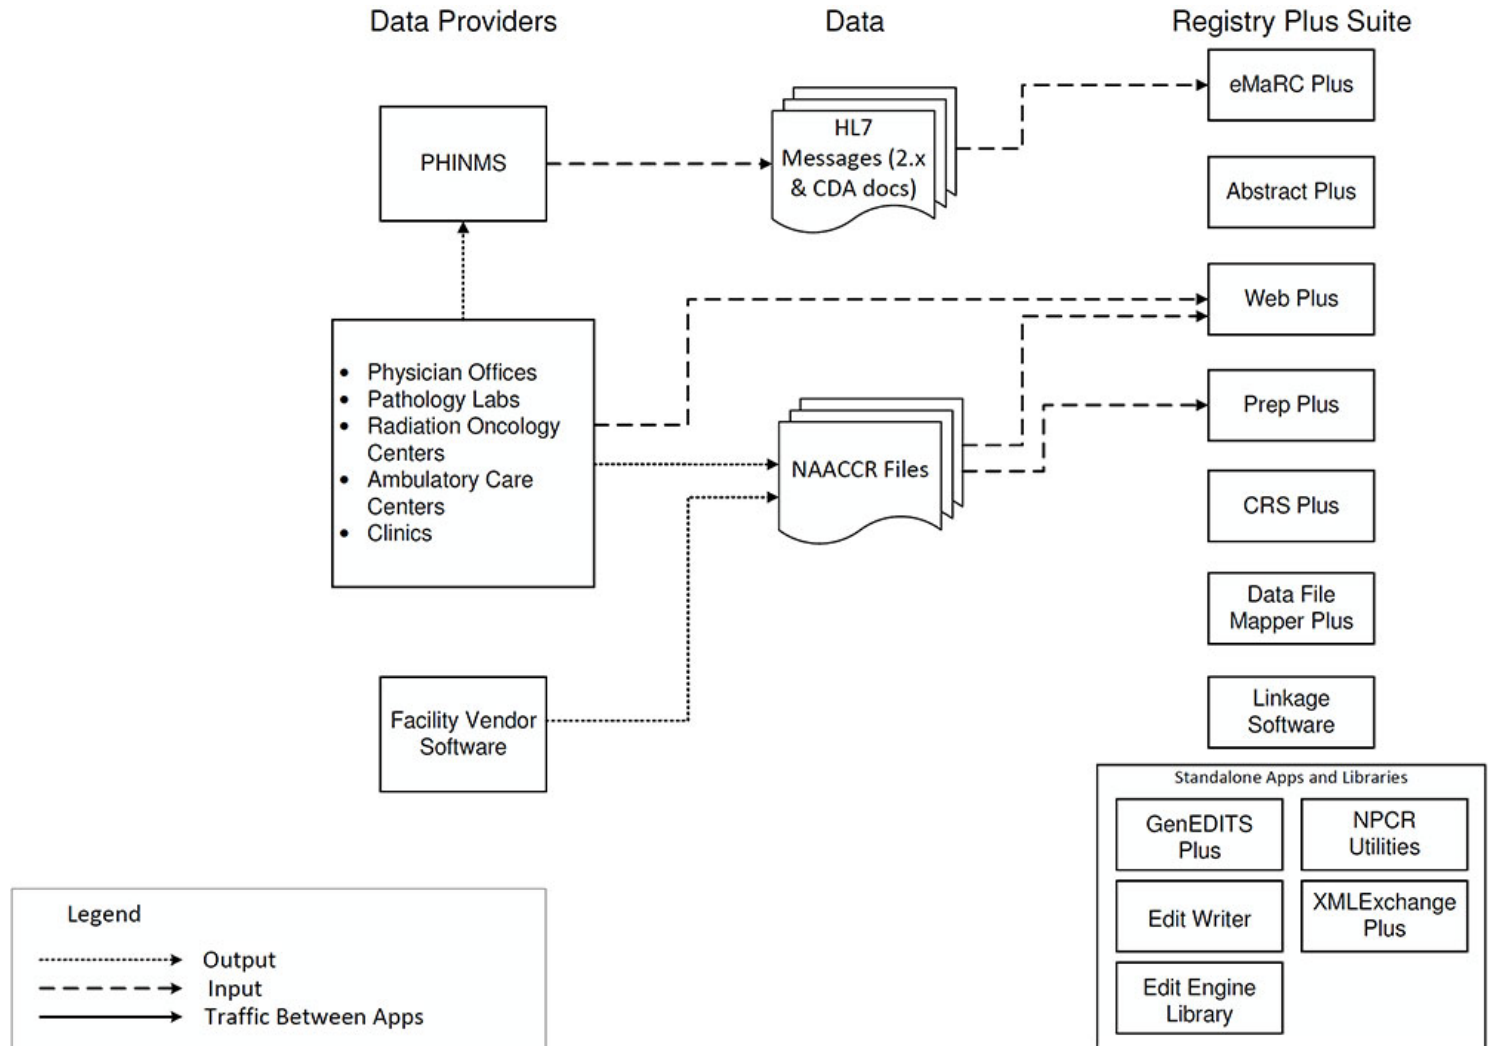 Data Providers
Data
Registry Plus Suite
PHINMS
HL7
Messages (2.x
& CDA docs)
eMaRC Plus
Abstract Plus
Web Plus
• Physician Offices
• Pathology Labs
• Radiation Oncology
Centers
• Ambulatory Care
Centers
• Clinics
NAACCR Files
Prep Plus
CRS Plus
Data File
Mapper Plus
Facility Vendor
Software
Linkage
Software
Standalone Apps and Libraries
GenEDITS
Plus
NPCR
Utilities
Edit Writer
XMLExchange
Plus
Edit Engine
Library
Legend
Output
Input
Traffic Between Apps